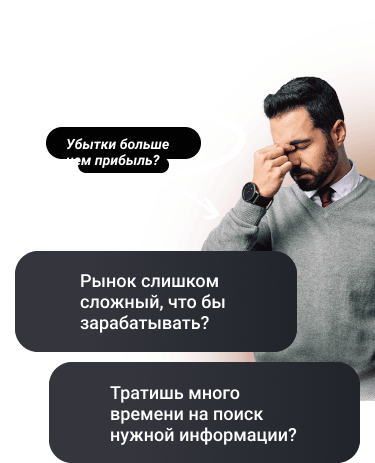 Убытки больше
чем прибыль?
Рынок слишком
сложный, что бы
зарабатывать?
Тратишь много
времени на поиск
нужной информации?